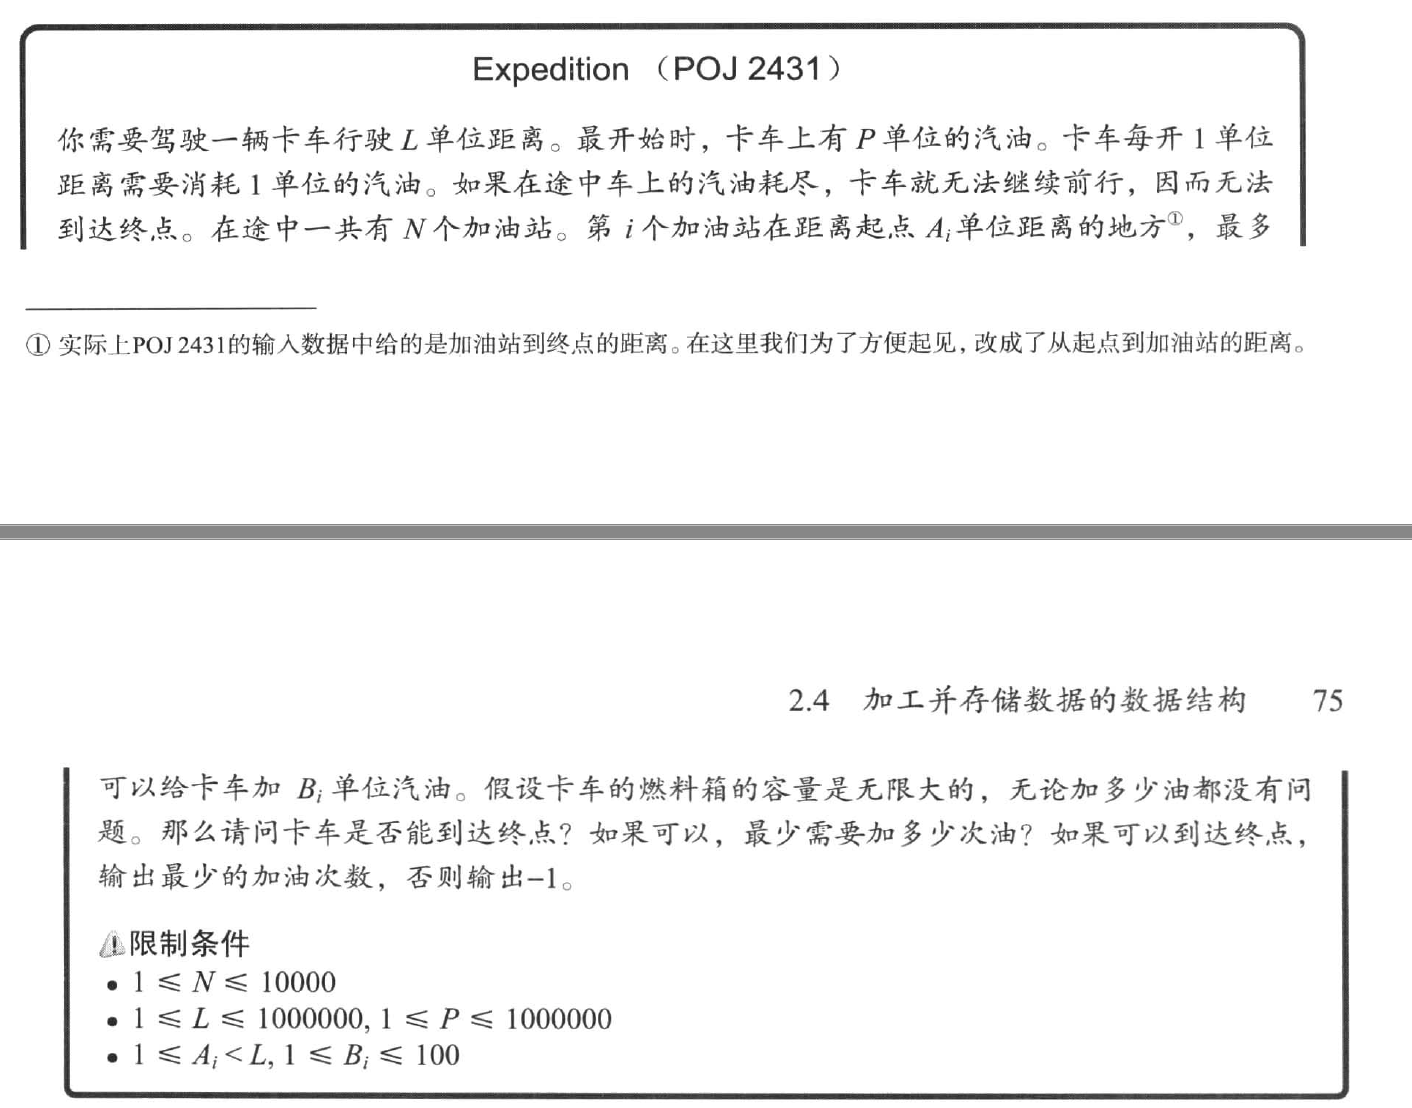 Expedition （POJ 2431）
你需要驾驶一辆卡车行驶 L 单位距离。最开始时，卡车上有 P 单位的汽油。卡车每开 1 单位
距离需要消耗 1 单位的汽油。如果在途中车上的汽油耗尽，卡车就无法继续前行，因而无法
到达终点。在途中一共有 N 个加油站。第 i 个加油站在距离起点 Ai 单位距离的地方①，最多
① 实际上POJ 2431的输入数据中给的是加油站到终点的距离。在这里我们为了方便起见，改成了从起点到加油站的距离。
2.4 加工并存储数据的数据结构 75
可以给卡车加 Bi 单位汽油。假设卡车的燃料箱的容量是无限大的，无论加多少油都没有问
题。那么请问卡车是否能到达终点？如果可以，最少需要加多少次油？如果可以到达终点，
输出最少的加油次数，否则输出–1。
限制条件
• 1 ≤ N ≤ 10000
• 1 ≤ L ≤ 1000000, 1 ≤ P ≤ 1000000
• 1 ≤ Ai < L, 1 ≤ Bi ≤ 100